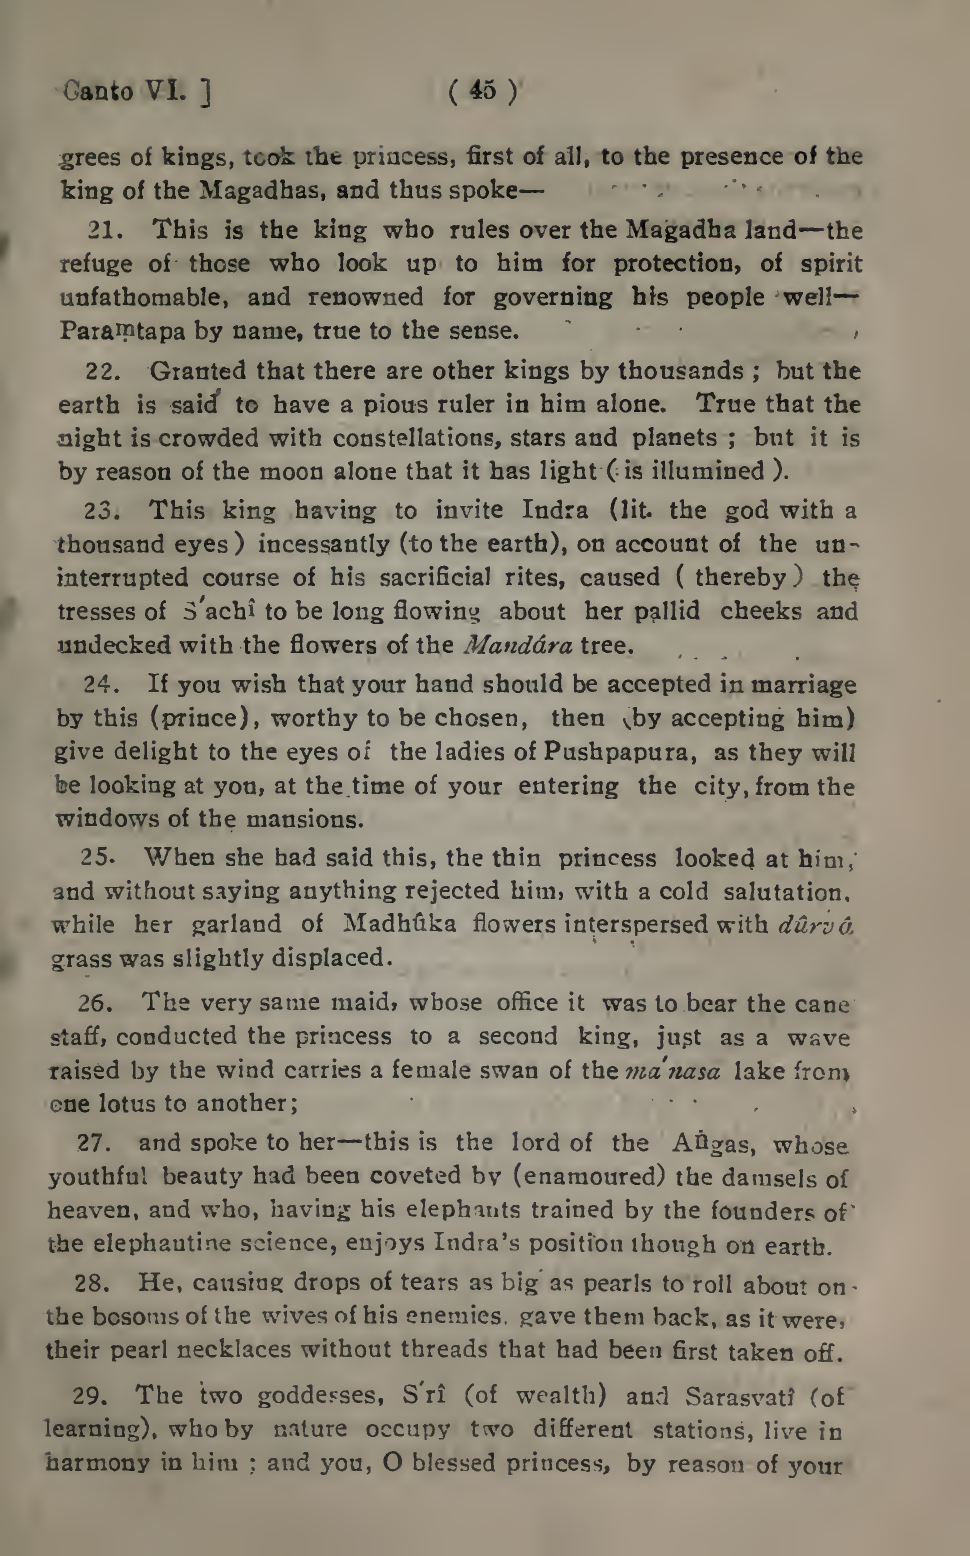 Canto VI. ] ( 45 )
grees of kings, took the princess, first of all, to the presence of the
king of the Magadhas, and thus spoke—
21. This is the king who rules over the Magadha land—the
refuge of those who look up to him for protection, of spirit
unfathomable, and renowned for governing his people well—
Paraṃtapa by name, true to the sense.
22. Granted that there are other kings by thousands ; but the
earth is said to have a pious ruler in him alone. True that the
night is crowded with constellations, stars and planets ; but it is
by reason of the moon alone that it has light ( is illumined ).
23. This king having to invite Indra (lit. the god with a
thousand eyes ) incessantly (to the earth), on account of the un-
interrupted course of his sacrificial rites, caused ( thereby ) the
tresses of S'achî to be long flowing about her pallid cheeks and
undecked with the flowers of the Mandára tree.
24. If you wish that your hand should be accepted in marriage
by this (prince), worthy to be chosen, then (by accepting him)
give delight to the eyes of the ladies of Pushpapura, as they will
be looking at you, at the time of your entering the city, from the
windows of the mansions.
25. When she had said this, the thin princess looked at him,
and without saying anything rejected him, with a cold salutation,
while her garland of Madhûka flowers interspersed with dûrvâ
grass was slightly displaced.
26. The very same maid, whose office it was to bear the cane
staff, conducted the princess to a second king, just as a wave
raised by the wind carries a female swan of the ma'nasa lake from
one lotus to another;
27. and spoke to her—this is the lord of the Aṅgas, whose
youthful beauty had been coveted by (enamoured) the damsels of
heaven, and who, having his elephants trained by the founders of
the elephautine science, enjoys Indra's position though on earth.
28. He, causing drops of tears as big as pearls to roll about on
the bosoms of the wives of his enemies, gave them back, as it were,
their pearl necklaces without threads that had been first taken off.
29. The two goddesses, S'rî (of wealth) and Sarasvatî (of
learning), who by nature occupy two different stations, live in
harmony in him ; and you, O blessed princess, by reason of your